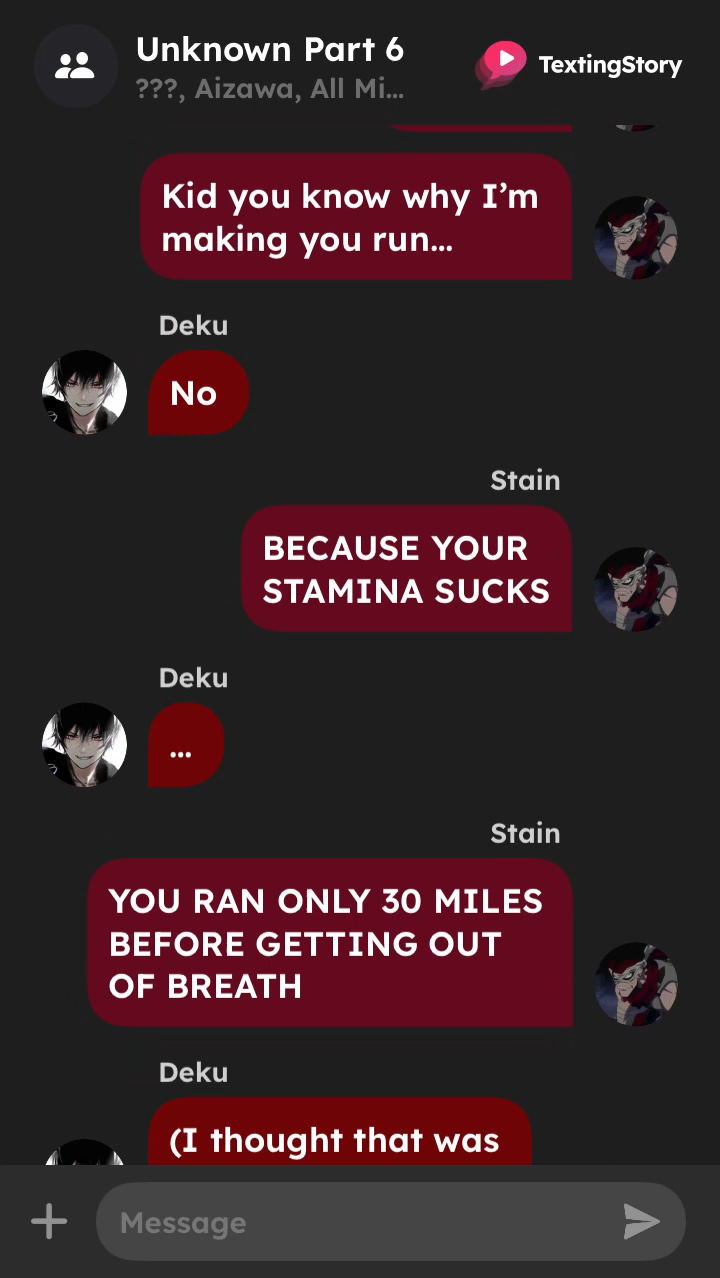 Unknown Part 6
???, Aizawa, All Mi...
TextingStory
Kid you know why I’m
making you run...
Deku
No
Stain
BECAUSE YOUR
STAMINA SUCKS
Deku
...
Stain
YOU RAN ONLY 30 MILES
BEFORE GETTING OUT
OF BREATH
Deku
(I thought that was
Message